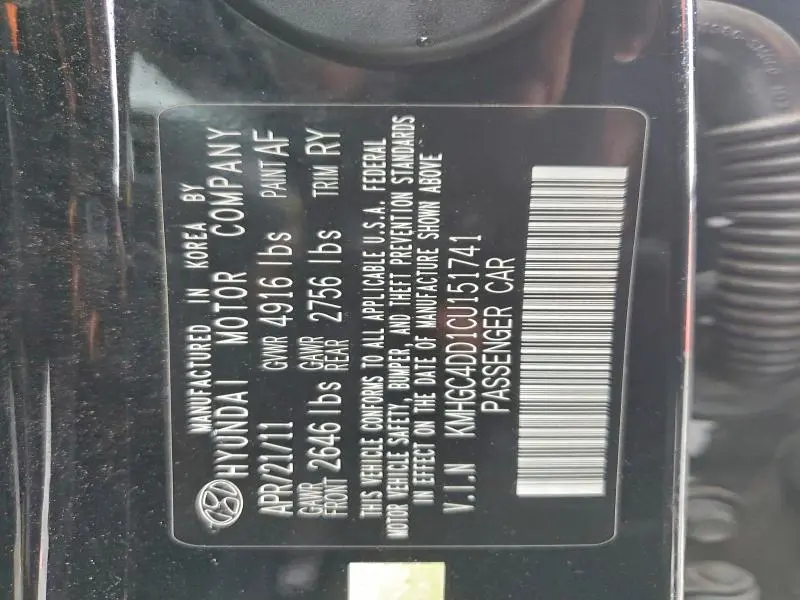 MANUFACTURED IN KOREA BY
HYUNDAI MOTOR COMPANY
APR/21/11 GVWR 4916 lbs PAINT AF
GAWR FRONT 2646 lbs GAWR REAR 2756 lbs TRIM RY
THIS VEHICLE CONFORMS TO ALL APPLICABLE U.S.A. FEDERAL
MOTOR VEHICLE SAFETY, BUMPER, AND THEFT PREVENTION STANDARDS
IN EFFECT ON THE DATE OF MANUFACTURE SHOWN ABOVE
V.I.N KMHGC4DD1CU151741
PASSENGER CAR